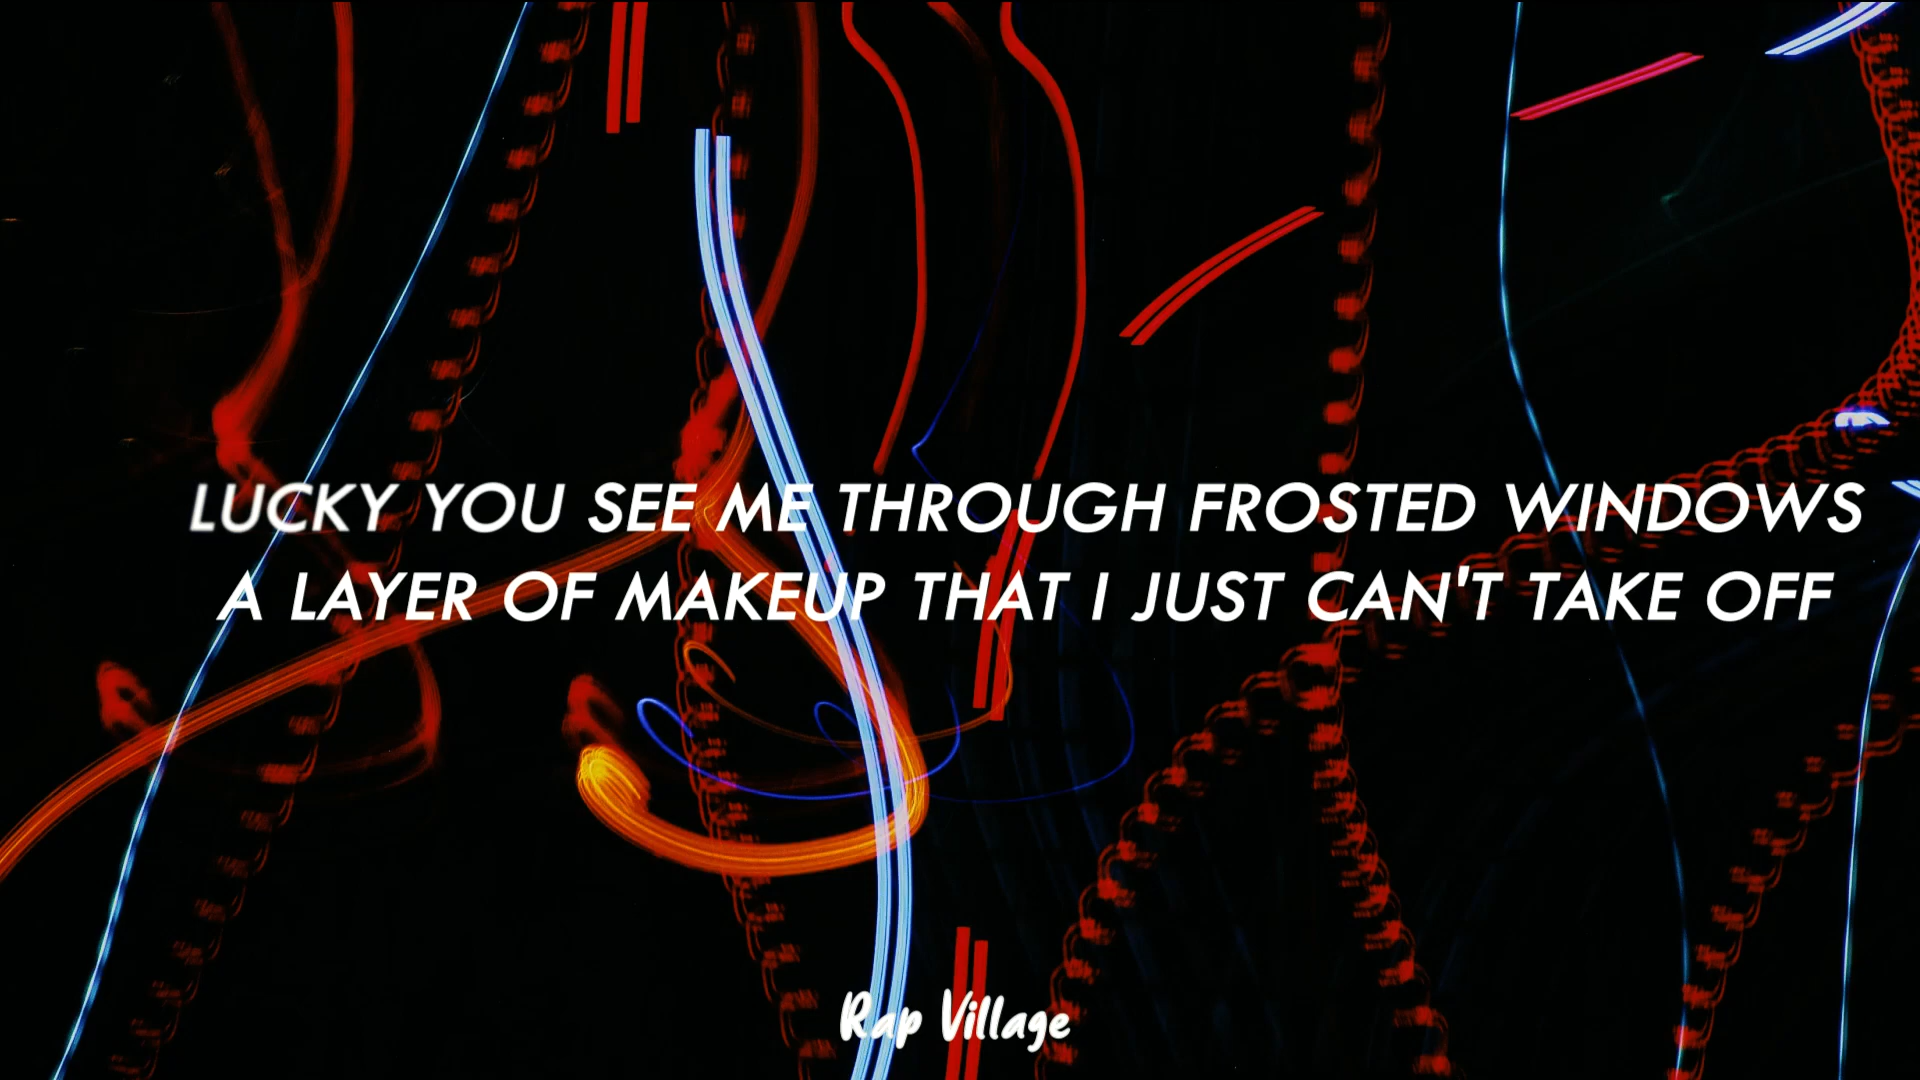 LUCKY YOU SEE ME THROUGH FROSTED WINDOWS
A LAYER OF MAKEUP THAT I JUST CAN'T TAKE OFF
Rap Village